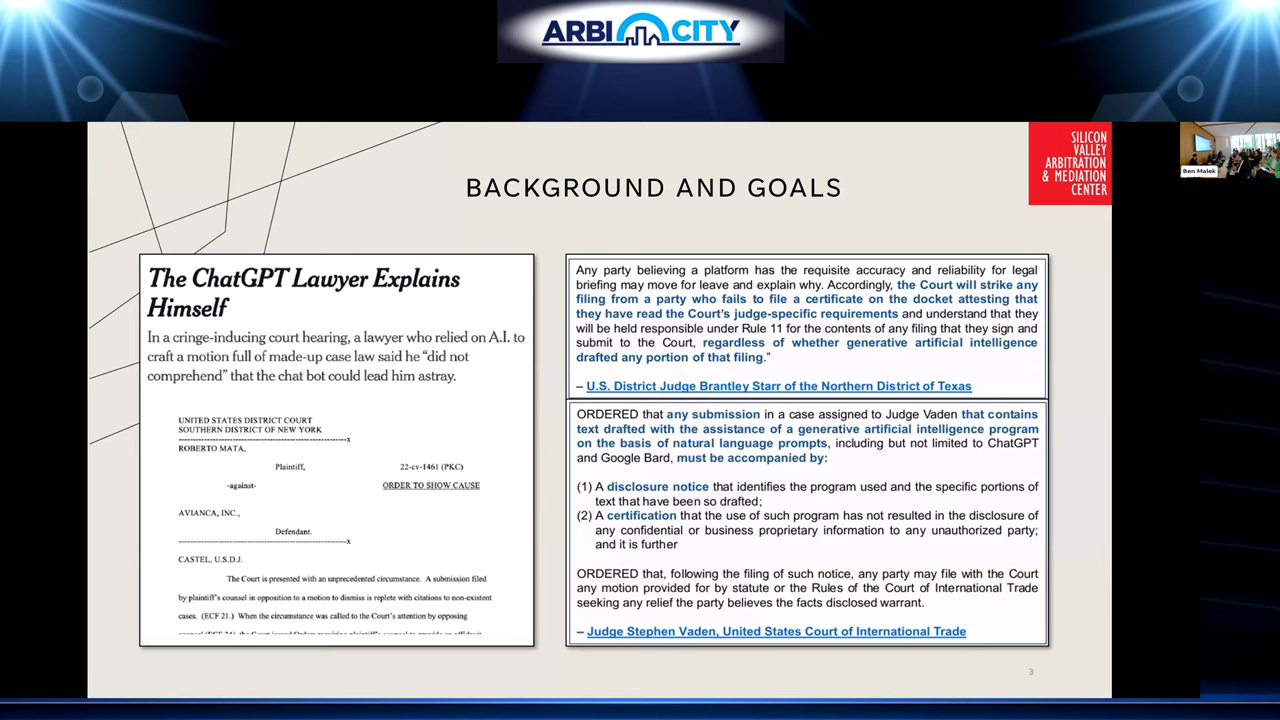 ARBI CITY
SILICON
VALLEY
ARBITRATION
& MEDIATION
CENTER
Ben Malek
BACKGROUND AND GOALS
The ChatGPT Lawyer Explains
Himself
In a cringe-inducing court hearing, a lawyer who relied on A.I. to
craft a motion full of made-up case law said he “did not
comprehend” that the chat bot could lead him astray.
UNITED STATES DISTRICT COURT
SOUTHERN DISTRICT OF NEW YORK
---------------------------------------------------------x
ROBERTO MATA,
Plaintiff,
22-cv-1461 (PKC)
-against-
ORDER TO SHOW CAUSE
AVIANCA, INC.,
Defendant.
---------------------------------------------------------x
CASTEL, U.S.D.J.
The Court is presented with an unprecedented circumstance. A submission filed
by plaintiff’s counsel in opposition to a motion to dismiss is replete with citations to non-existent
cases. (ECF 21.) When the circumstance was called to the Court’s attention by opposing
Any party believing a platform has the requisite accuracy and reliability for legal
briefing may move for leave and explain why. Accordingly, the Court will strike any
filing from a party who fails to file a certificate on the docket attesting that
they have read the Court’s judge-specific requirements and understand that they
will be held responsible under Rule 11 for the contents of any filing that they sign and
submit to the Court, regardless of whether generative artificial intelligence
drafted any portion of that filing.”
– U.S. District Judge Brantley Starr of the Northern District of Texas
ORDERED that any submission in a case assigned to Judge Vaden that contains
text drafted with the assistance of a generative artificial intelligence program
on the basis of natural language prompts, including but not limited to ChatGPT
and Google Bard, must be accompanied by:
(1) A disclosure notice that identifies the program used and the specific portions of
text that have been so drafted;
(2) A certification that the use of such program has not resulted in the disclosure of
any confidential or business proprietary information to any unauthorized party;
and it is further
ORDERED that, following the filing of such notice, any party may file with the Court
any motion provided for by statute or the Rules of the Court of International Trade
seeking any relief the party believes the facts disclosed warrant.
– Judge Stephen Vaden, United States Court of International Trade
3